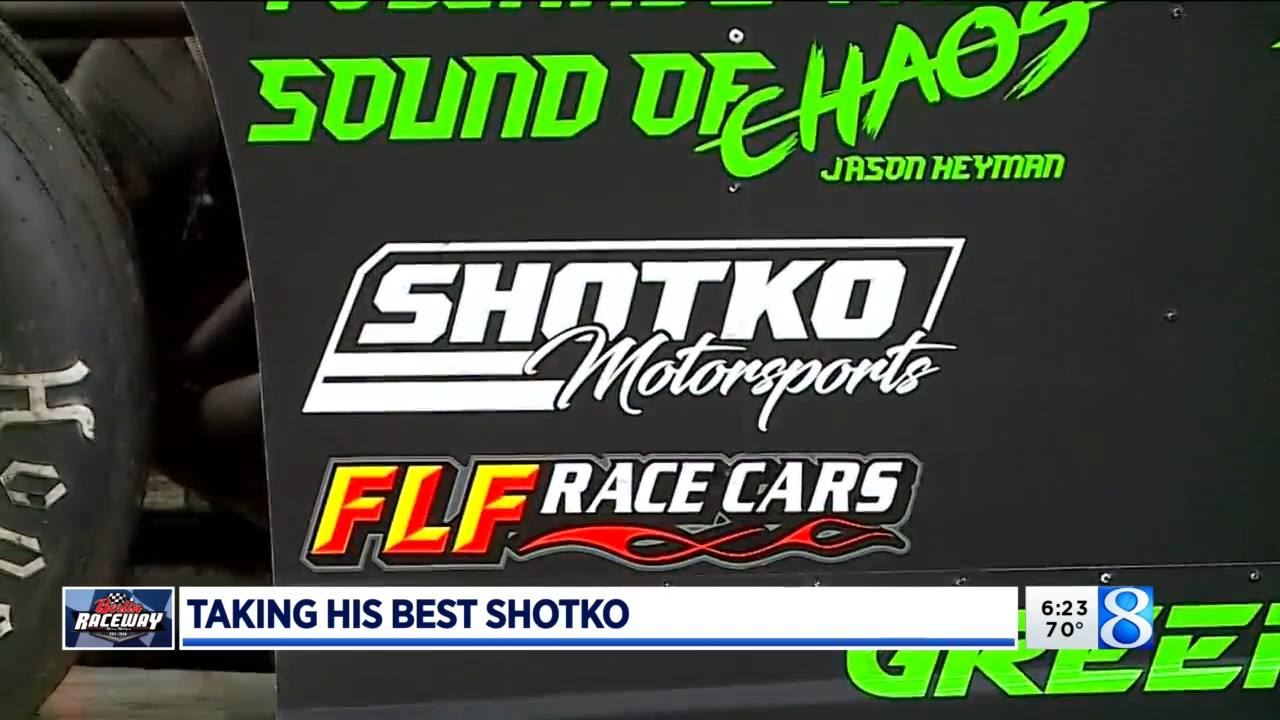 SOUND OF CHAOS
JASON HEYMAN
SHOTKO
Motorsports
FLF RACE CARS
Berlin
RACEWAY
TAKING HIS BEST SHOTKO
6:23
70°
8